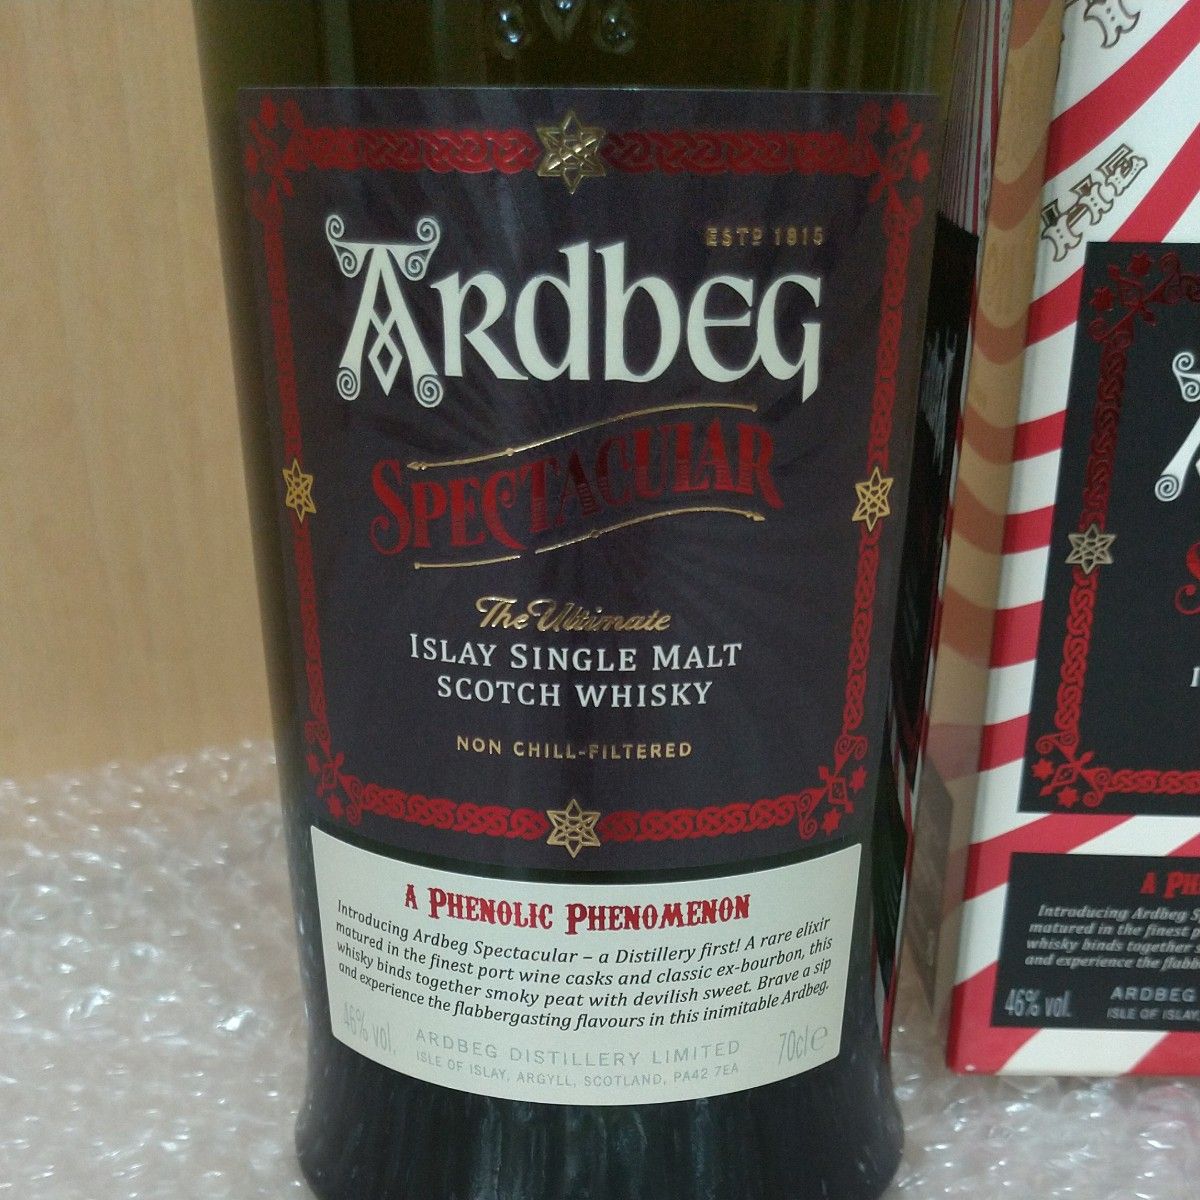 ESTD 1815
ARDBEG
SPECTACULAR
The Ultimate
ISLAY SINGLE MALT
SCOTCH WHISKY
NON CHILL-FILTERED
A PHENOLIC PHENOMENON
Introducing Ardbeg Spectacular – a Distillery first! A rare elixir
matured in the finest port wine casks and classic ex-bourbon, this
whisky binds together smoky peat with devilish sweet. Brave a sip
and experience the flabbergasting flavours in this inimitable Ardbeg.
46% vol.
ARDBEG DISTILLERY LIMITED
ISLE OF ISLAY, ARGYLL, SCOTLAND, PA42 7EA
70cl e
HA HA
A PHE
Introducing Ardbeg S
matured in the finest p
whisky binds together
and experience the flabb
46% vol.
ARDBEG
ISLE OF ISLAY